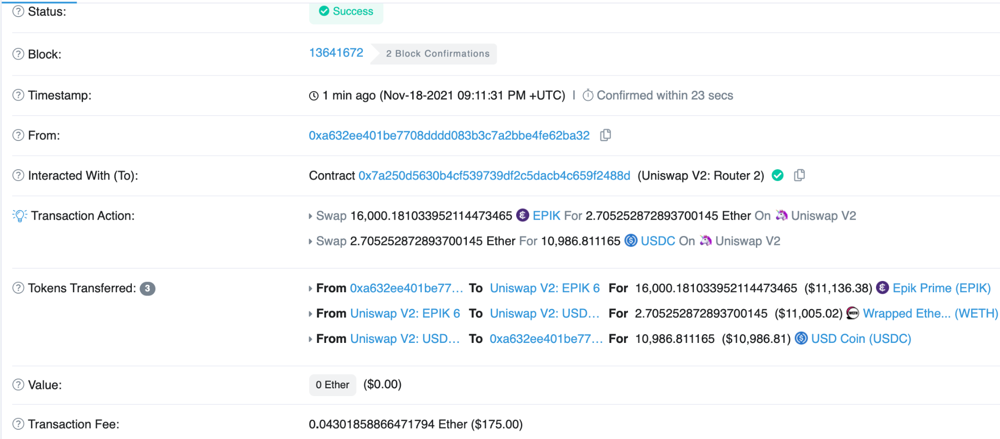 Status: Success
Block: 13641672 2 Block Confirmations
Timestamp: 1 min ago (Nov-18-2021 09:11:31 PM +UTC) | Confirmed within 23 secs
From: 0xa632ee401be7708dddd083b3c7a2bbe4fe62ba32
Interacted With (To): Contract 0x7a250d5630b4cf539739df2c5dacb4c659f2488d (Uniswap V2: Router 2)
Transaction Action: Swap 16,000.181033952114473465 EPIK For 2.705252872893700145 Ether On Uniswap V2
Swap 2.705252872893700145 Ether For 10,986.811165 USDC On Uniswap V2
Tokens Transferred: 3 From 0xa632ee401be77... To Uniswap V2: EPIK 6 For 16,000.181033952114473465 ($11,136.38) Epik Prime (EPIK)
From Uniswap V2: EPIK 6 To Uniswap V2: USD... For 2.705252872893700145 ($11,005.02) Wrapped Ethe... (WETH)
From Uniswap V2: USD... To 0xa632ee401be77... For 10,986.811165 ($10,986.81) USD Coin (USDC)
Value: 0 Ether ($0.00)
Transaction Fee: 0.04301858866471794 Ether ($175.00)